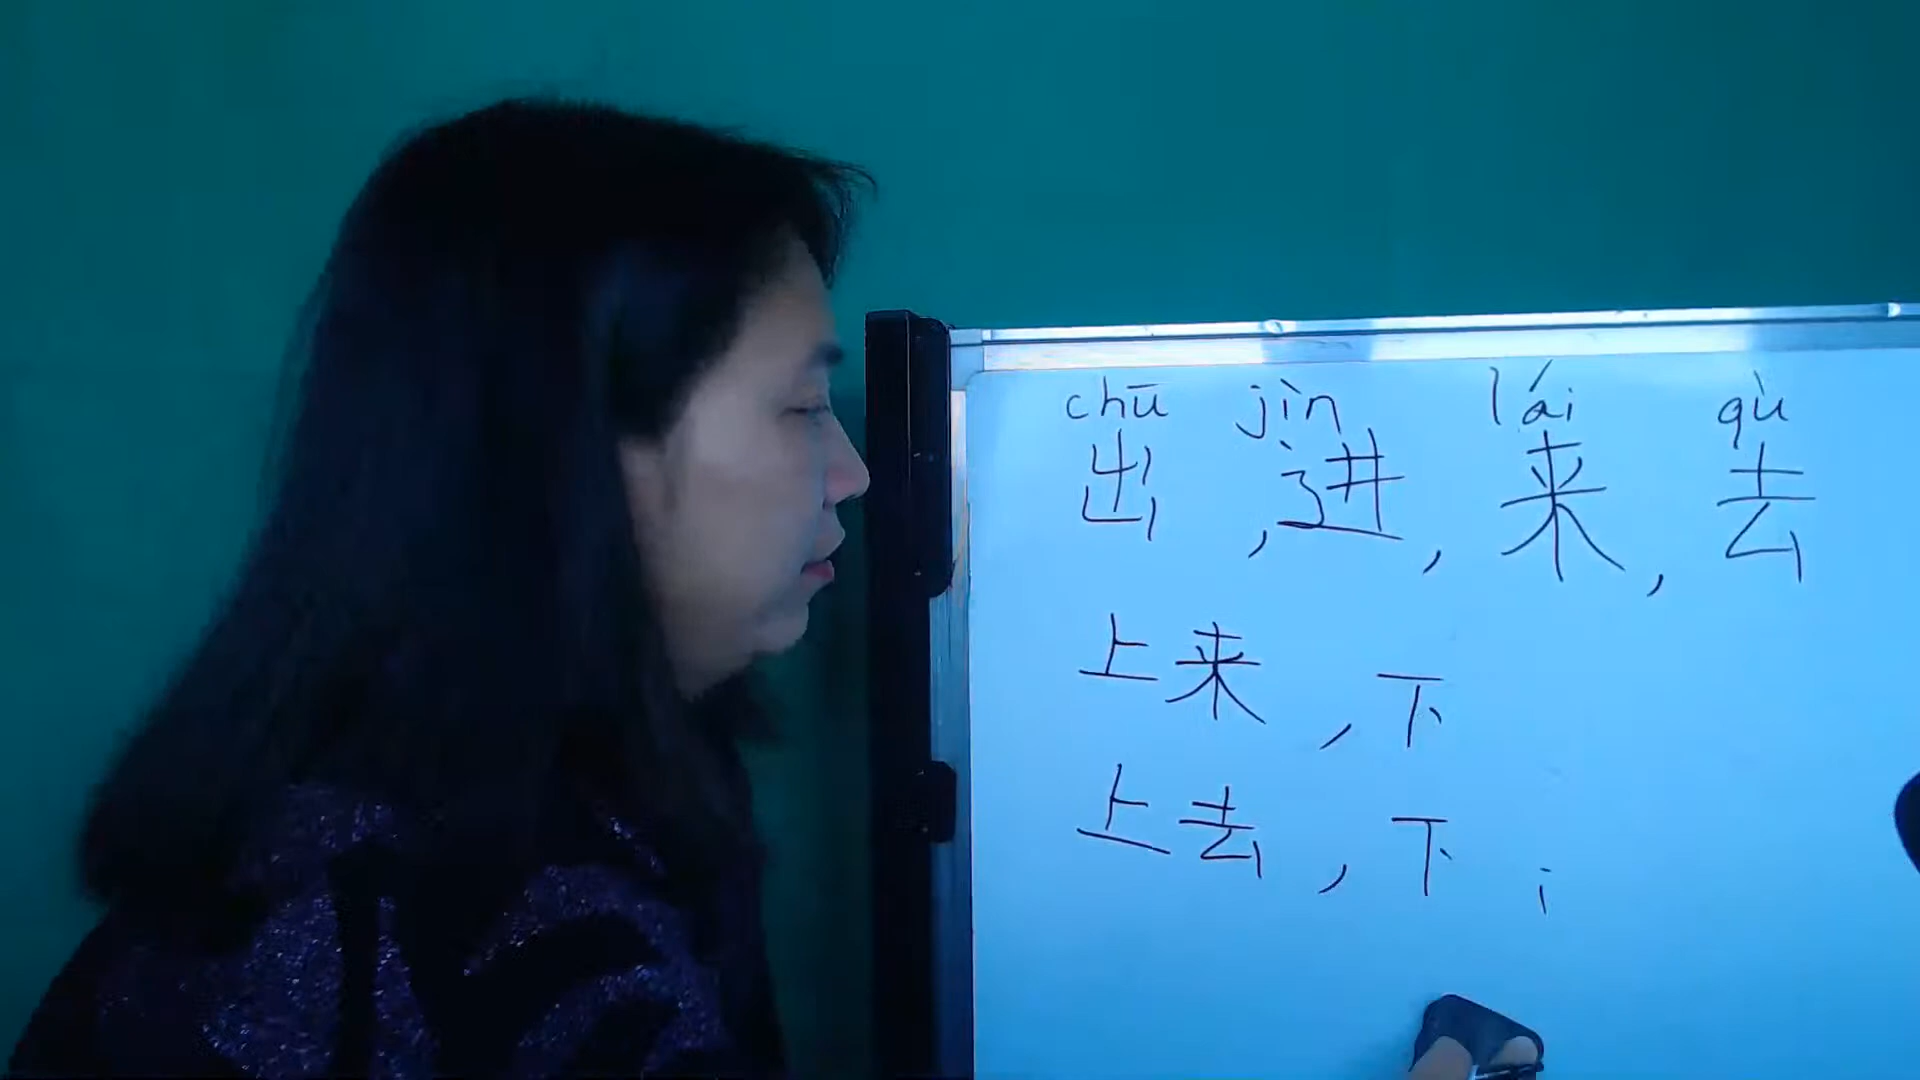 chū jìn lái qù
出 , 进 , 来 , 去
上来 , 下
上去 , 下 i